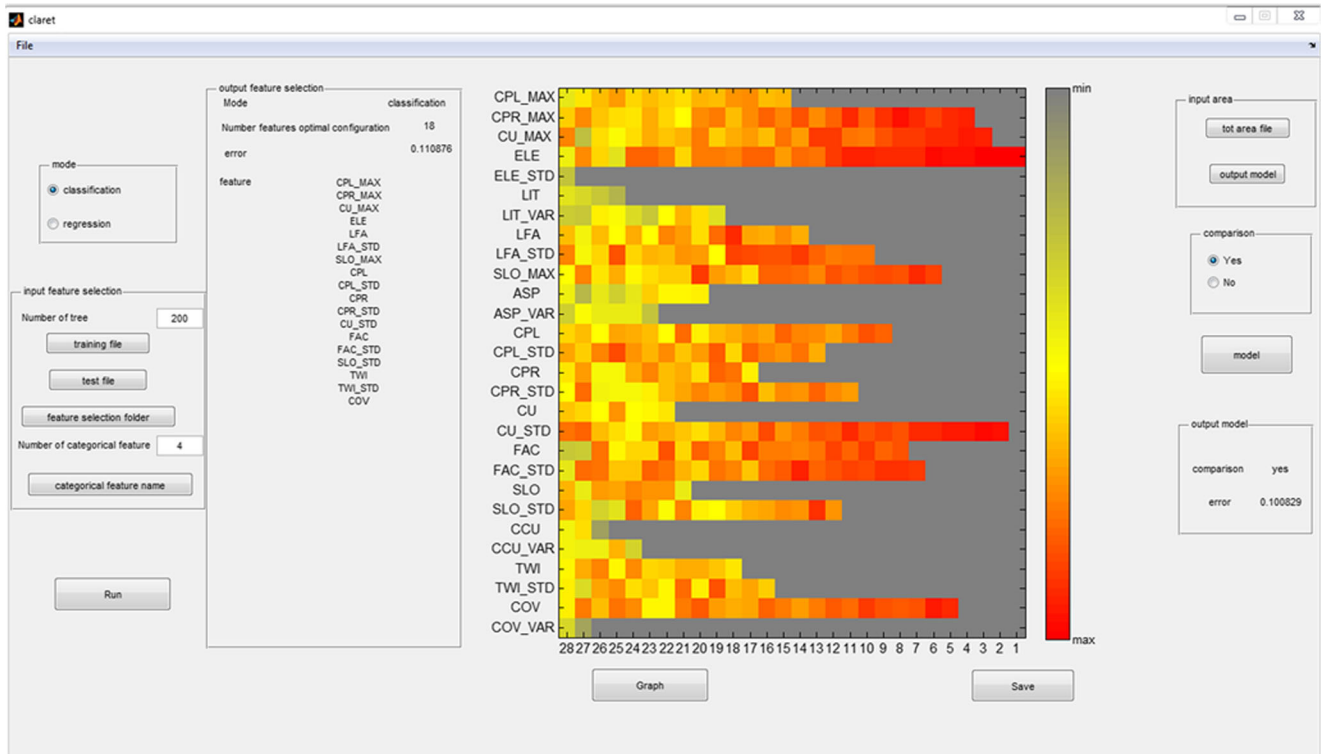 claret
File
mode
classification
regression
input feature selection
Number of tree 200
training file
test file
feature selection folder
Number of categorical feature 4
categorical feature name
Run
output feature selection
Mode classification
Number features optimal configuration 18
error 0.110876
feature
CPL_MAX
CPR_MAX
CU_MAX
ELE
LFA
LFA_STD
SLO_MAX
CPL
CPL_STD
CPR
CPR_STD
CU_STD
FAC
FAC_STD
SLO_STD
TWI
TWI_STD
COV
CPL_MAX
CPR_MAX
CU_MAX
ELE
ELE_STD
LIT
LIT_VAR
LFA
LFA_STD
SLO_MAX
ASP
ASP_VAR
CPL
CPL_STD
CPR
CPR_STD
CU
CU_STD
FAC
FAC_STD
SLO
SLO_STD
CCU
CCU_VAR
TWI
TWI_STD
COV
COV_VAR
28 27 26 25 24 23 22 21 20 19 18 17 16 15 14 13 12 11 10 9 8 7 6 5 4 3 2 1
min
max
Graph
Save
input area
tot area file
output model
comparison
Yes
No
model
output model
comparison yes
error 0.100829